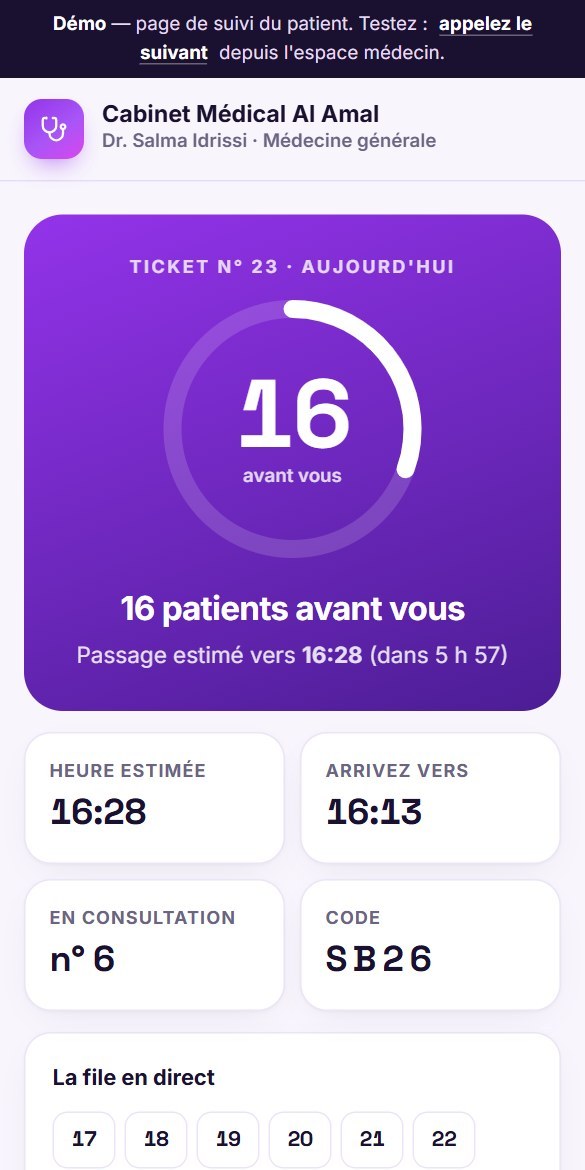 Démo — page de suivi du patient. Testez : appelez le
suivant depuis l'espace médecin.
Cabinet Médical Al Amal
Dr. Salma Idrissi · Médecine générale
TICKET N° 23 · AUJOURD'HUI
16
avant vous
16 patients avant vous
Passage estimé vers 16:28 (dans 5 h 57)
HEURE ESTIMÉE
16:28
ARRIVEZ VERS
16:13
EN CONSULTATION
n° 6
CODE
SB26
La file en direct
17 18 19 20 21 22